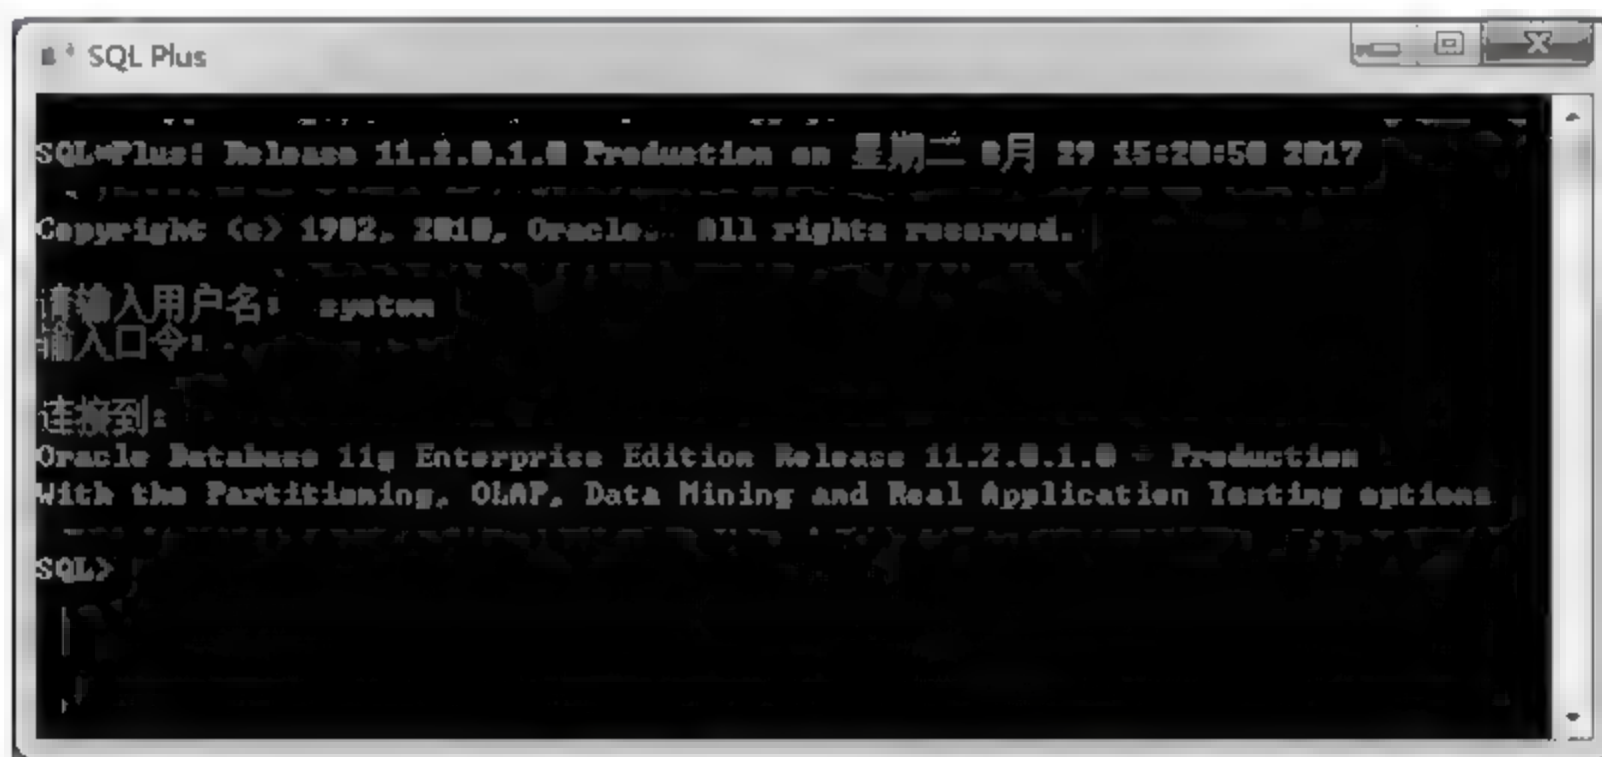 SQL Plus
SQL*Plus: Release 11.2.0.1.0 Production on 星期二 8月 29 15:20:50 2017
Copyright (c) 1982, 2010, Oracle.  All rights reserved.
请输入用户名:  system
输入口令:
连接到:
Oracle Database 11g Enterprise Edition Release 11.2.0.1.0 - Production
With the Partitioning, OLAP, Data Mining and Real Application Testing options
SQL>